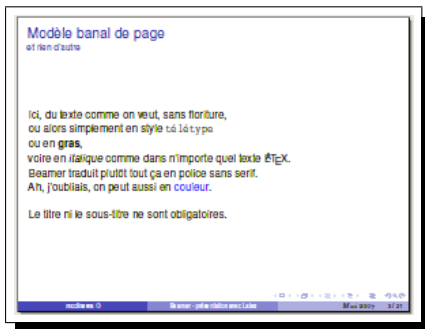 Modèle banal de page
et rien d'autre
Ici, du texte comme on veut, sans fioriture,
ou alors simplement en style télétype
ou en gras,
voire en italique comme dans n'importe quel texte LATEX.
Beamer traduit plutôt tout ça en police sans serif.
Ah, j'oubliais, on peut aussi en couleur.
Le titre ni le sous-titre ne sont obligatoires.
Beamer - présentation avec Latex
3/21